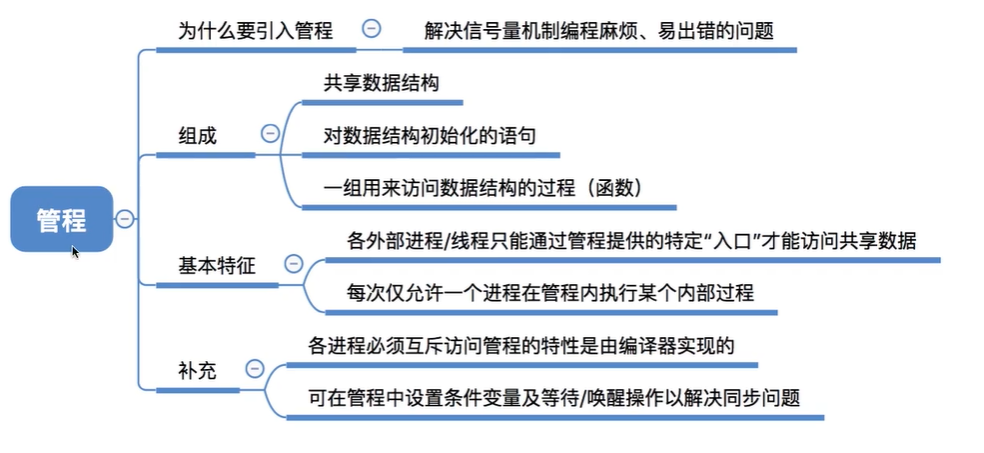 管程
为什么要引入管程
解决信号量机制编程麻烦、易出错的问题
组成
共享数据结构
对数据结构初始化的语句
一组用来访问数据结构的过程（函数）
基本特征
各外部进程/线程只能通过管程提供的特定“入口”才能访问共享数据
每次仅允许一个进程在管程内执行某个内部过程
补充
各进程必须互斥访问管程的特性是由编译器实现的
可在管程中设置条件变量及等待/唤醒操作以解决同步问题